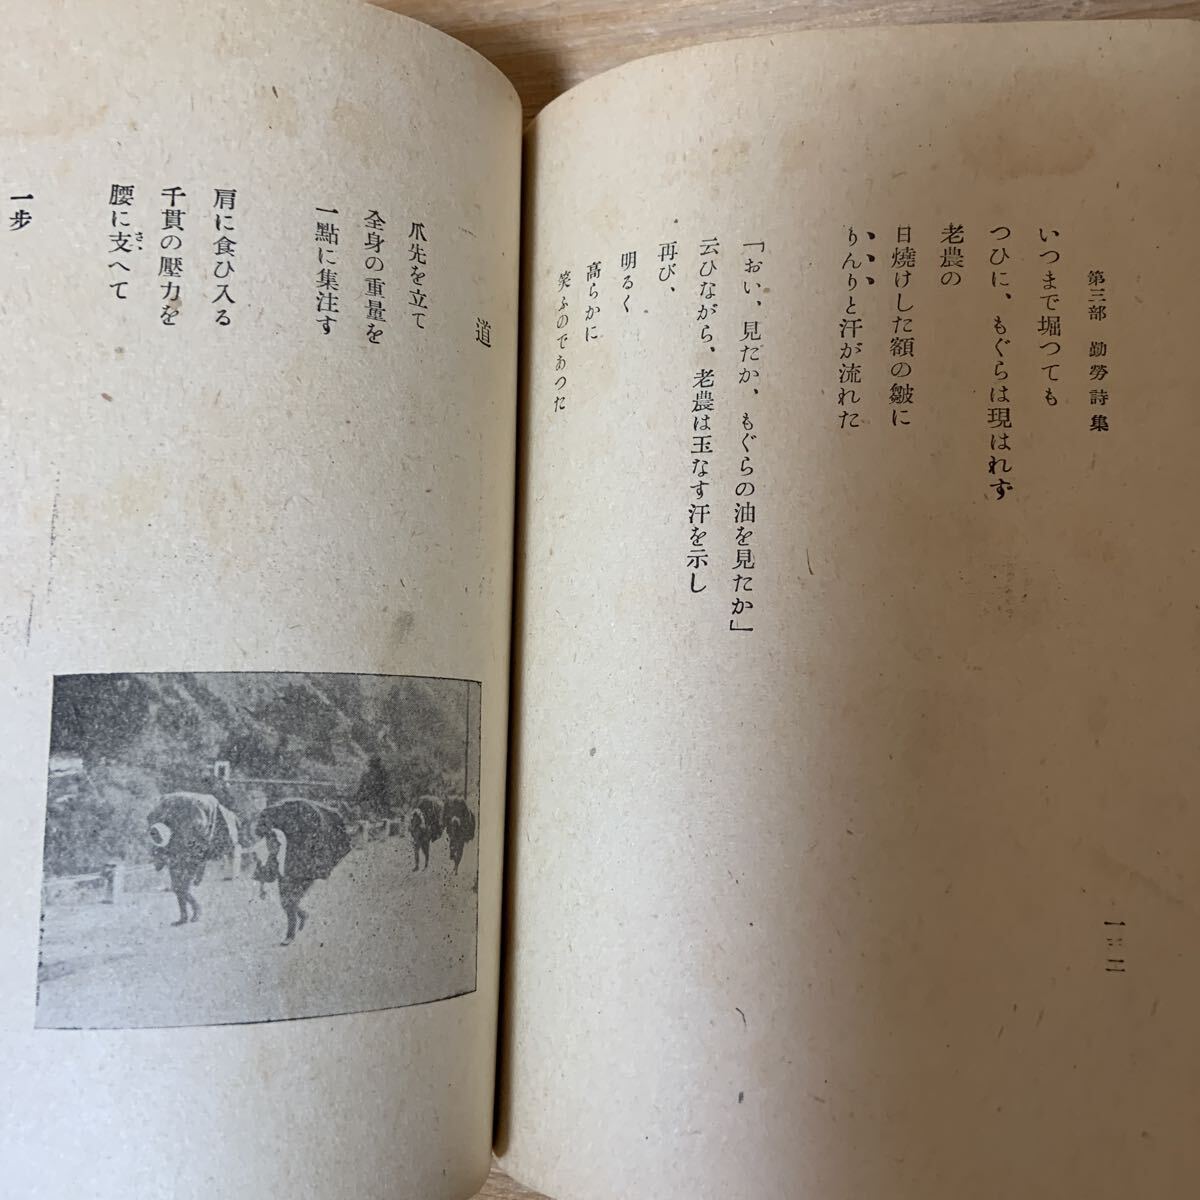 第三部 勤勞詩集
いつまで堀つても
つひに、もぐらは現はれず
老農の
日燒けした額の皺に
りんりと汗が流れた
「おい、見たか、もぐらの油を見たか」
云ひながら、老農は玉なす汗を示し
再び、
明るく
高らかに
笑ふのであつた
一三二
道
爪先を立て
全身の重量を
一點に集注す
肩に食ひ入る
千貫の壓力を
腰に支へて
さゝ
一步